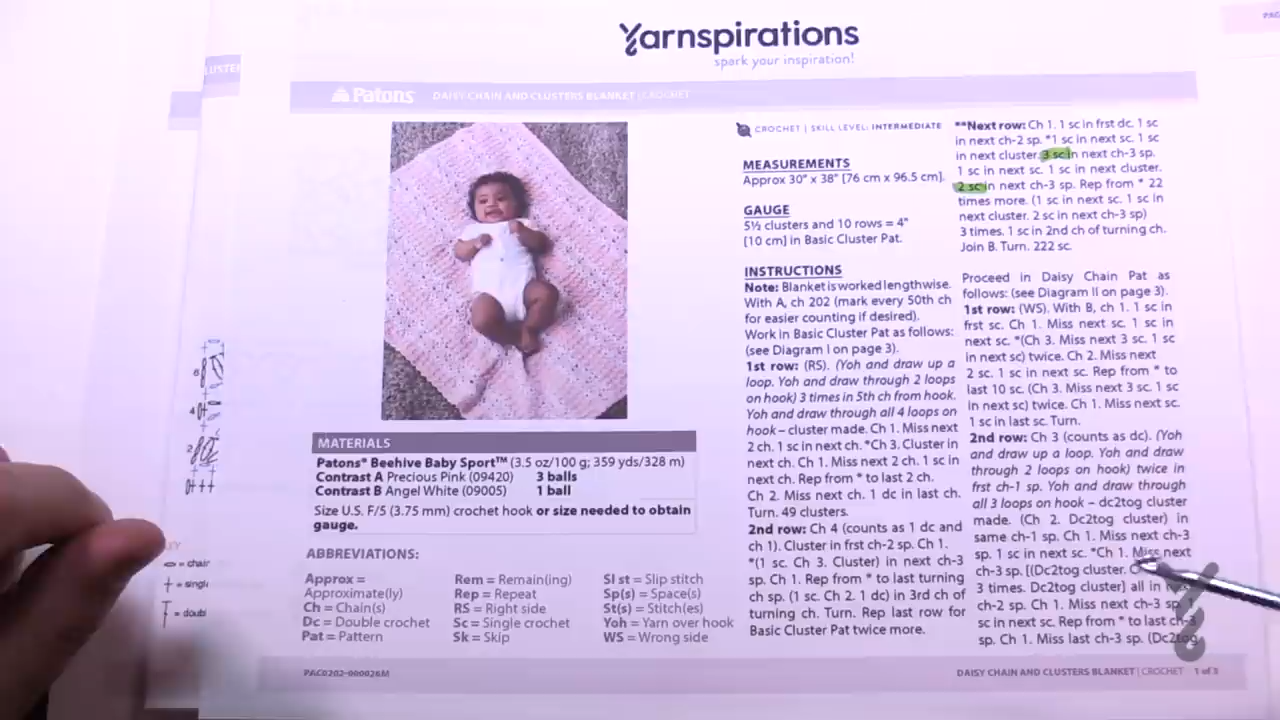 Yarnspirations
spark your inspiration!
PAC
LUSTER
Patons
DAISY CHAIN AND CLUSTERS BLANKET | CROCHET
CROCHET | SKILL LEVEL: INTERMEDIATE
MEASUREMENTS
Approx 30" x 38" [76 cm x 96.5 cm].
GAUGE
5½ clusters and 10 rows = 4"
[10 cm] in Basic Cluster Pat.
INSTRUCTIONS
Note: Blanket is worked lengthwise.
With A, ch 202 (mark every 50th ch
for easier counting if desired).
Work in Basic Cluster Pat as follows:
(see Diagram I on page 3).
1st row: (RS). (Yoh and draw up a
loop. Yoh and draw through 2 loops
on hook) 3 times in 5th ch from hook.
Yoh and draw through all 4 loops on
hook – cluster made. Ch 1. Miss next
2 ch. 1 sc in next ch. *Ch 3. Cluster in
next ch. Ch 1. Miss next 2 ch. 1 sc in
next ch. Rep from * to last 2 ch.
Ch 2. Miss next ch. 1 dc in last ch.
Turn. 49 clusters.
2nd row: Ch 4 (counts as 1 dc and
ch 1). Cluster in frst ch-2 sp. Ch 1.
*(1 sc. Ch 3. Cluster) in next ch-3
sp. Ch 1. Rep from * to last turning
ch sp. (1 sc. Ch 2. 1 dc) in 3rd ch of
turning ch. Turn. Rep last row for
Basic Cluster Pat twice more.
**Next row: Ch 1. 1 sc in frst dc. 1 sc
in next ch-2 sp. *1 sc in next sc. 1 sc
in next cluster. 3 sc in next ch-3 sp.
1 sc in next sc. 1 sc in next cluster.
2 sc in next ch-3 sp. Rep from * 22
times more. (1 sc in next sc. 1 sc in
next cluster. 2 sc in next ch-3 sp)
3 times. 1 sc in 2nd ch of turning ch.
Join B. Turn. 222 sc.
Proceed in Daisy Chain Pat as
follows: (see Diagram II on page 3).
1st row: (WS). With B, ch 1. 1 sc in
frst sc. Ch 1. Miss next sc. 1 sc in
next sc. *(Ch 3. Miss next 3 sc. 1 sc
in next sc) twice. Ch 2. Miss next
2 sc. 1 sc in next sc. Rep from * to
last 10 sc. (Ch 3. Miss next 3 sc. 1 sc
in next sc) twice. Ch 1. Miss next sc.
1 sc in last sc. Turn.
2nd row: Ch 3 (counts as dc). (Yoh
and draw up a loop. Yoh and draw
through 2 loops on hook) twice in
frst ch-1 sp. Yoh and draw through
all 3 loops on hook – dc2tog cluster
made. (Ch 2. Dc2tog cluster) in
same ch-1 sp. Ch 1. Miss next ch-3
sp. 1 sc in next sc. *Ch 1. Miss next
ch-3 sp. [(Dc2tog cluster.
3 times. Dc2tog cluster] all in
ch-2 sp. Ch 1. Miss next ch-3 sp. 1
sc in next sc. Rep from * to last ch-3
sp. Ch 1. Miss last ch-3 sp. (Dc2tog
MATERIALS
Patons® Beehive Baby Sport™ (3.5 oz/100 g; 359 yds/328 m)
Contrast A Precious Pink (09420) 3 balls
Contrast B Angel White (09005) 1 ball
Size U.S. F/5 (3.75 mm) crochet hook or size needed to obtain
gauge.
ABBREVIATIONS:
Approx =
Approximate(ly)
Ch = Chain(s)
Dc = Double crochet
Pat = Pattern
Rem = Remain(ing)
Rep = Repeat
RS = Right side
Sc = Single crochet
Sk = Skip
Sl st = Slip stitch
Sp(s) = Space(s)
St(s) = Stitch(es)
Yoh = Yarn over hook
WS = Wrong side
= chain
= singl
= doubl
PAC0202-000026M
DAISY CHAIN AND CLUSTERS BLANKET | CROCHET 1 of 3